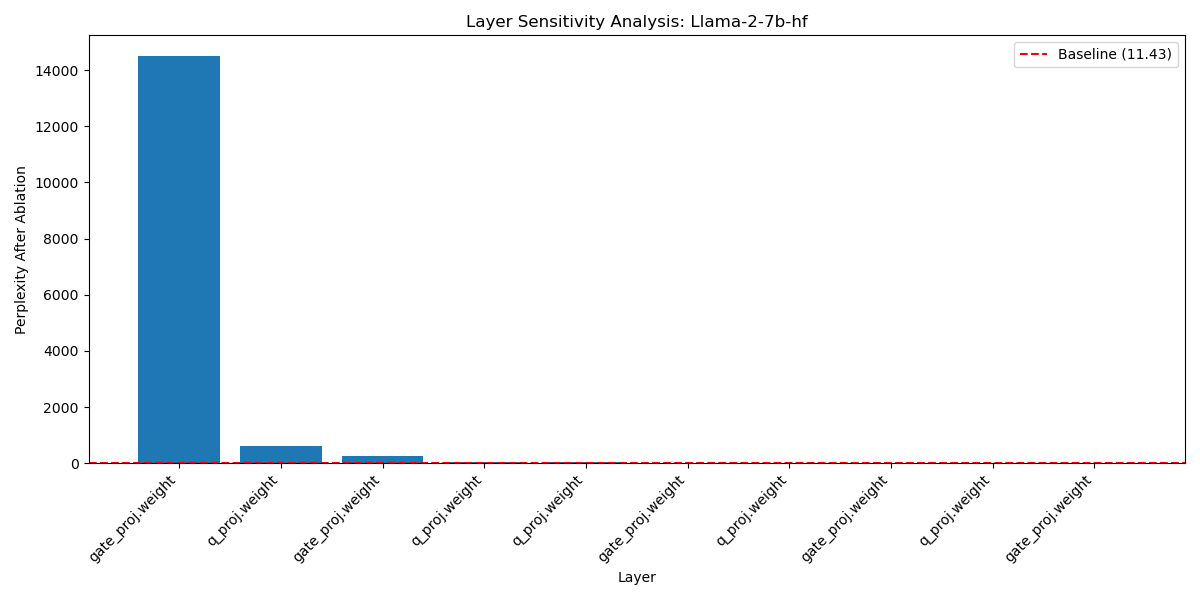 Layer Sensitivity Analysis: Llama-2-7b-hf
Baseline (11.43)
Perplexity After Ablation
14000
12000
10000
8000
6000
4000
2000
0
gate_proj.weight
q_proj.weight
gate_proj.weight
q_proj.weight
q_proj.weight
gate_proj.weight
q_proj.weight
gate_proj.weight
q_proj.weight
gate_proj.weight
Layer